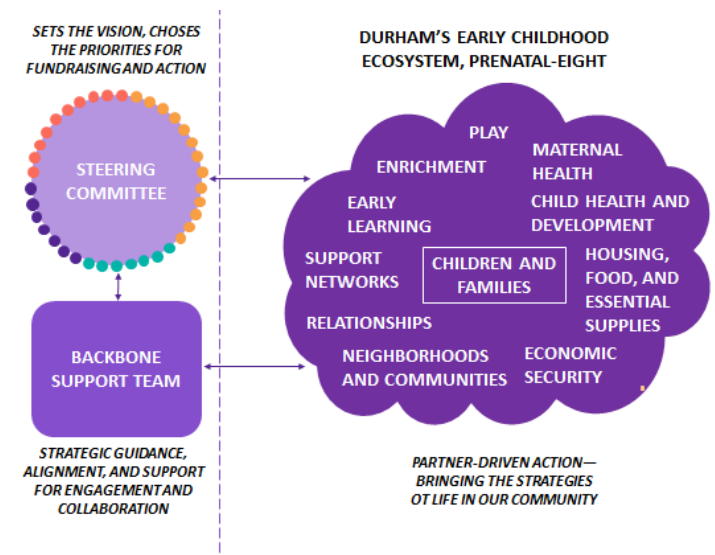 SETS THE VISION, CHOSES
THE PRIORITIES FOR
FUNDRAISING AND ACTION
STEERING
COMMITTEE
BACKBONE
SUPPORT TEAM
STRATEGIC GUIDANCE,
ALIGNMENT, AND SUPPORT
FOR ENGAGEMENT AND
COLLABORATION
DURHAM’S EARLY CHILDHOOD
ECOSYSTEM, PRENATAL-EIGHT
PLAY
ENRICHMENT
MATERNAL
HEALTH
EARLY
LEARNING
CHILD HEALTH AND
DEVELOPMENT
SUPPORT
NETWORKS
CHILDREN AND
FAMILIES
HOUSING,
FOOD, AND
ESSENTIAL
SUPPLIES
RELATIONSHIPS
NEIGHBORHOODS
AND COMMUNITIES
ECONOMIC
SECURITY
PARTNER-DRIVEN ACTION—
BRINGING THE STRATEGIES
OT LIFE IN OUR COMMUNITY